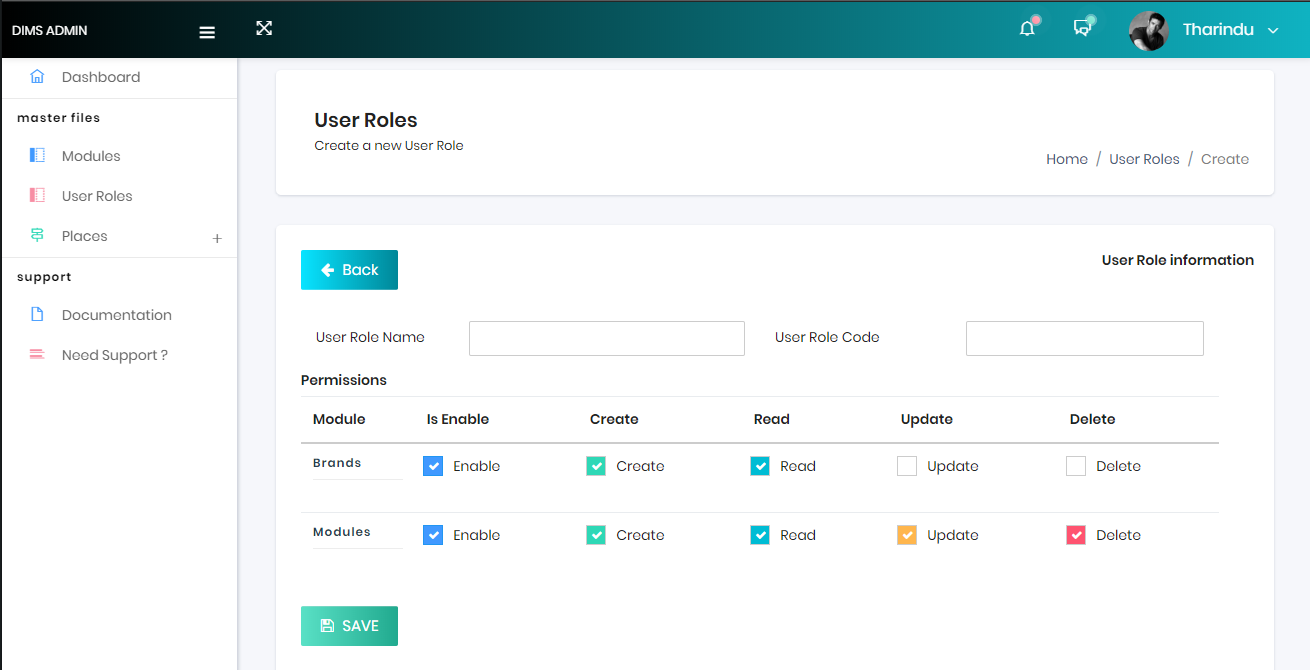 DIMS ADMIN
Tharindu
Dashboard
master files
Modules
User Roles
Places +
support
Documentation
Need Support ?
User Roles
Create a new User Role
Home / User Roles / Create
Back
User Role information
User Role Name
User Role Code
Permissions
Module Is Enable Create Read Update Delete
Brands Enable Create Read Update Delete
Modules Enable Create Read Update Delete
SAVE